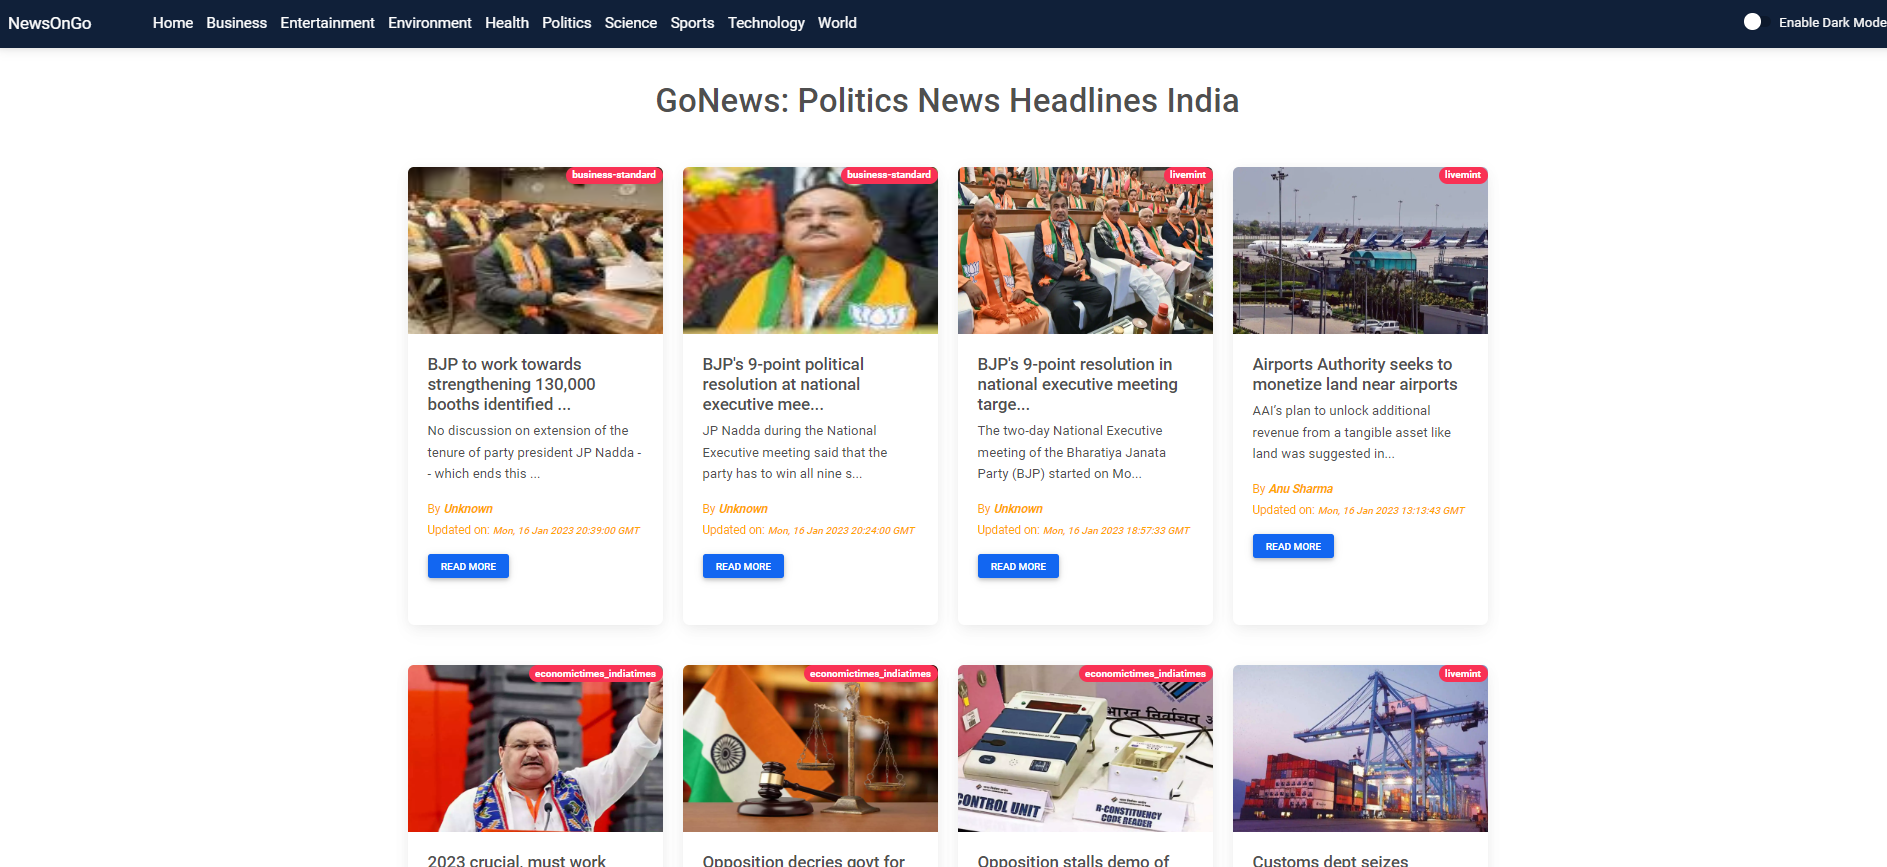 NewsOnGo Home Business Entertainment Environment Health Politics Science Sports Technology World Enable Dark Mode
GoNews: Politics News Headlines India
business-standard
BJP to work towards
strengthening 130,000
booths identified ...
No discussion on extension of the
tenure of party president JP Nadda -
- which ends this ...
By Unknown
Updated on: Mon, 16 Jan 2023 20:39:00 GMT
READ MORE
business-standard
BJP's 9-point political
resolution at national
executive mee...
JP Nadda during the National
Executive meeting said that the
party has to win all nine s...
By Unknown
Updated on: Mon, 16 Jan 2023 20:24:00 GMT
READ MORE
livemint
BJP's 9-point resolution in
national executive meeting
targe...
The two-day National Executive
meeting of the Bharatiya Janata
Party (BJP) started on Mo...
By Unknown
Updated on: Mon, 16 Jan 2023 18:57:33 GMT
READ MORE
livemint
Airports Authority seeks to
monetize land near airports
AAI's plan to unlock additional
revenue from a tangible asset like
land was suggested in...
By Anu Sharma
Updated on: Mon, 16 Jan 2023 13:13:43 GMT
READ MORE
economictimes_indiatimes
2023 crucial, must work
economictimes_indiatimes
Opposition decries govt for
economictimes_indiatimes
भारत निर्वाचन
CONTROL UNIT
R-CONSTITUENCY
CODE READER
Opposition stalls demo of
livemint
Customs dept seizes